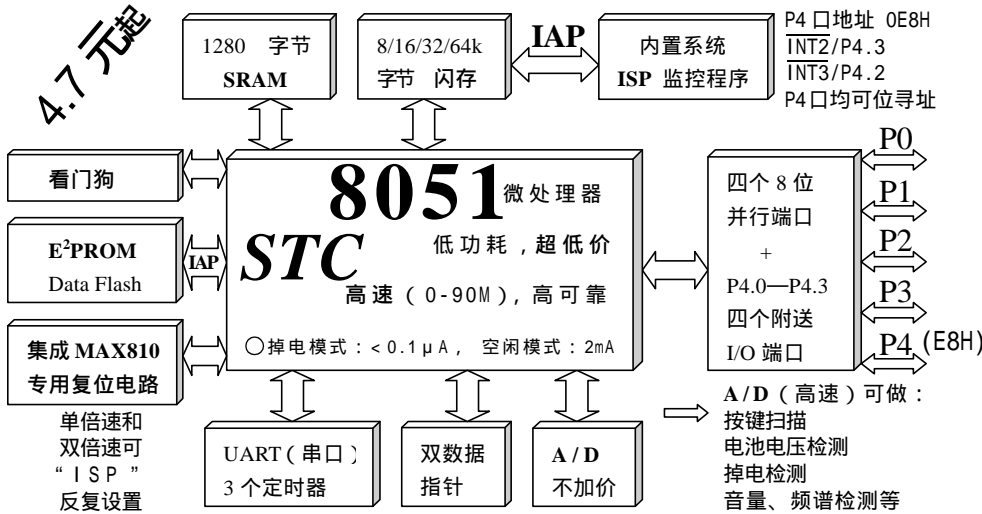 4.7 元起
1280 字节
SRAM
8/16/32/64k
字节 闪存
IAP
内置系统
ISP 监控程序
P4 口地址 0E8H
INT2/P4.3
INT3/P4.2
P4口均可位寻址
看门狗
E²PROM
Data Flash
IAP
集成 MAX810
专用复位电路
单倍速和
双倍速可
“ISP ”
反复设置
8051 微处理器
STC 低功耗,超低价
高速(0-90M),高可靠
○掉电模式:<0.1μA, 空闲模式:2mA
四个 8 位
并行端口
+
P4.0—P4.3
四个附送
I/O 端口
P0
P1
P2
P3
P4 (E8H)
UART(串口)
3 个定时器
双数据
指针
A/D
不加价
A/D(高速)可做:
按键扫描
电池电压检测
掉电检测
音量、频谱检测等